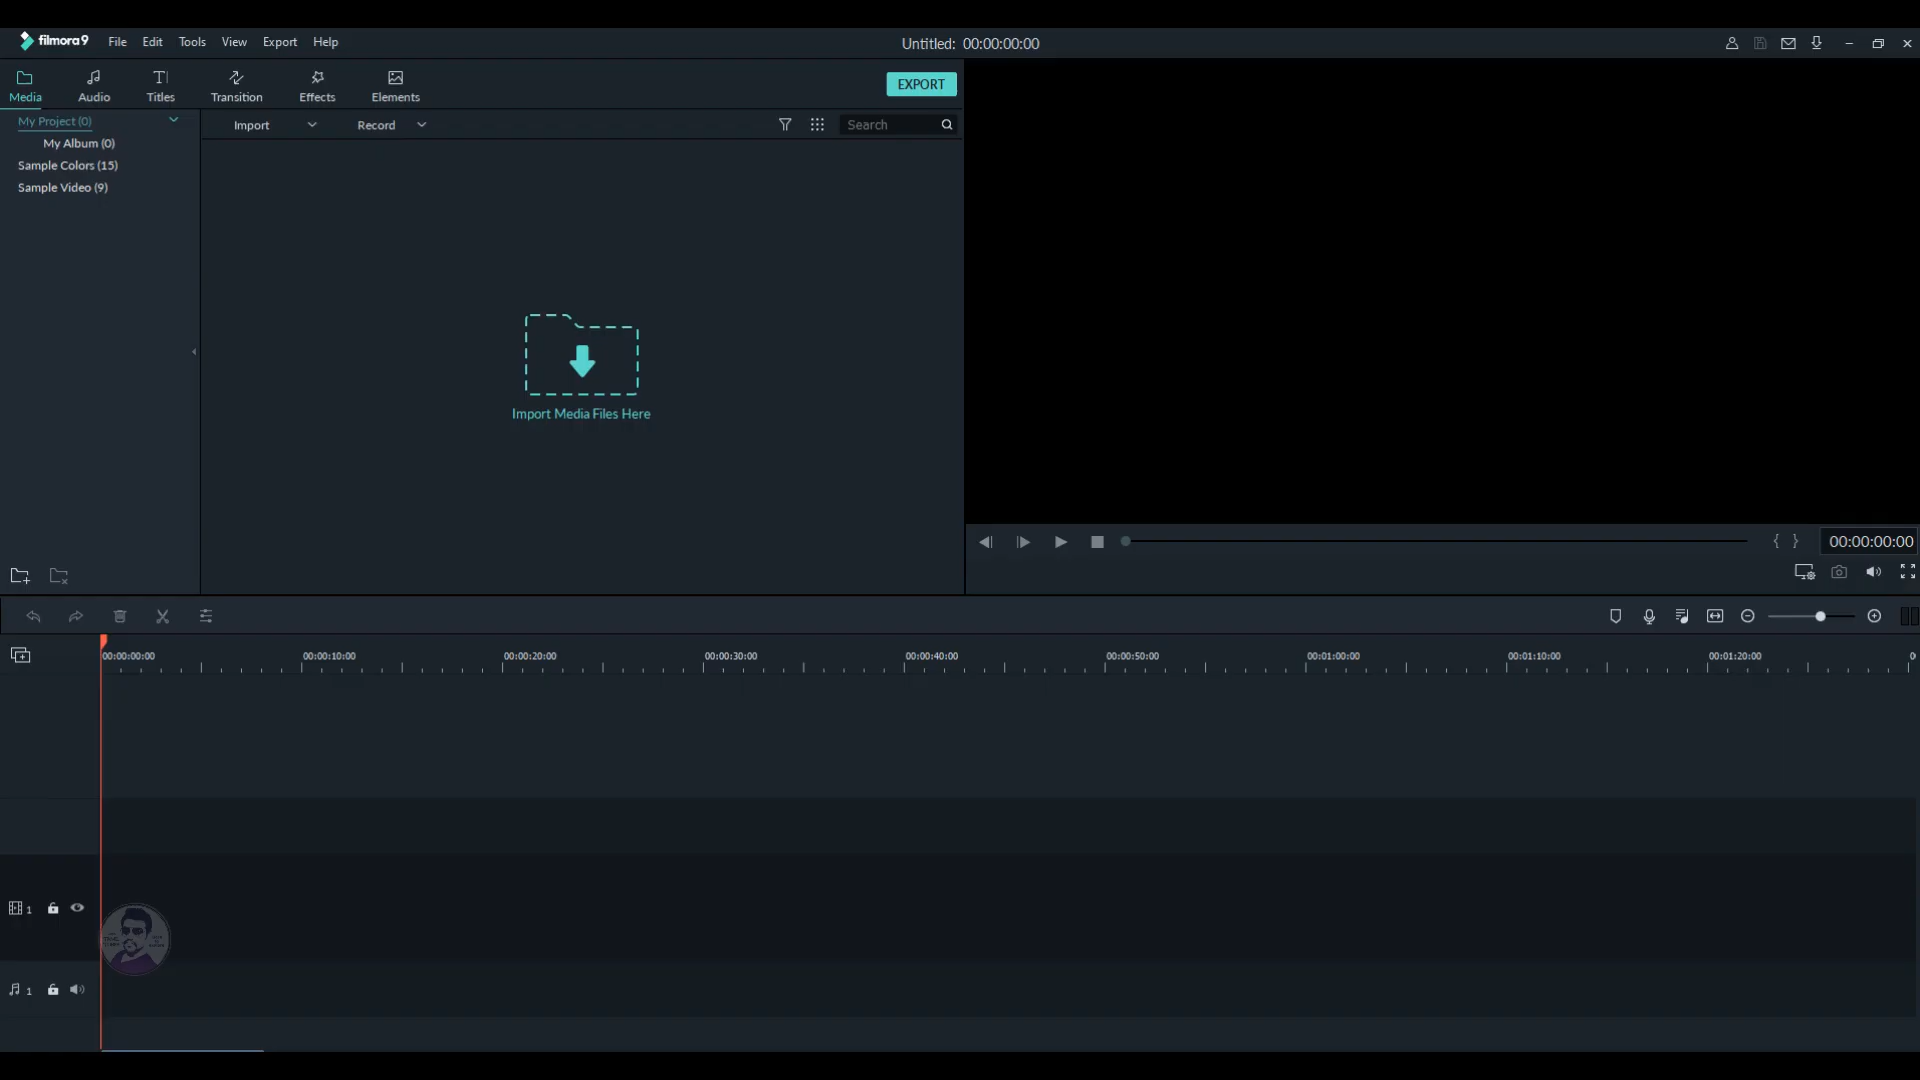 filmora9 File Edit Tools View Export Help Untitled: 00:00:00:00
Media Audio Titles Transition Effects Elements EXPORT
My Project (0) Import Record Search
My Album (0)
Sample Colors (15)
Sample Video (9)
Import Media Files Here
{ } 00:00:00:00
00:00:00:00 00:00:10:00 00:00:20:00 00:00:30:00 00:00:40:00 00:00:50:00 00:01:00:00 00:01:10:00 00:01:20:00 0
1
1